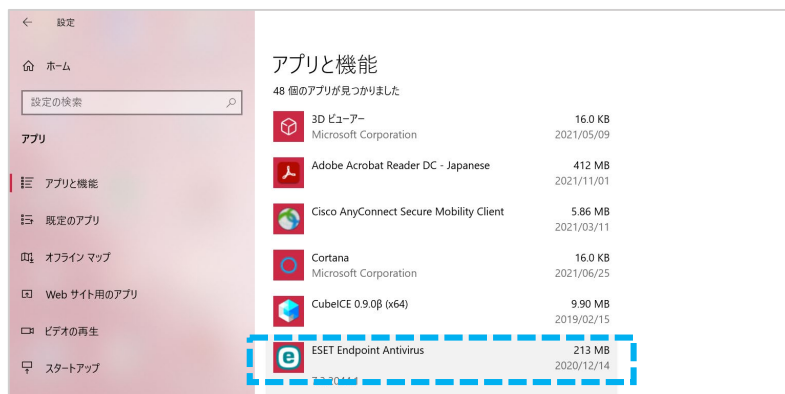 ← 設定
ホーム
設定の検索
アプリ
アプリと機能
既定のアプリ
オフライン マップ
Web サイト用のアプリ
ビデオの再生
スタートアップ
アプリと機能
48 個のアプリが見つかりました
3D ビューアー 16.0 KB
Microsoft Corporation 2021/05/09
Adobe Acrobat Reader DC - Japanese 412 MB
2021/11/01
Cisco AnyConnect Secure Mobility Client 5.86 MB
2021/03/11
Cortana 16.0 KB
Microsoft Corporation 2021/06/25
CubeICE 0.9.0β (x64) 9.90 MB
2019/02/15
ESET Endpoint Antivirus 213 MB
2020/12/14